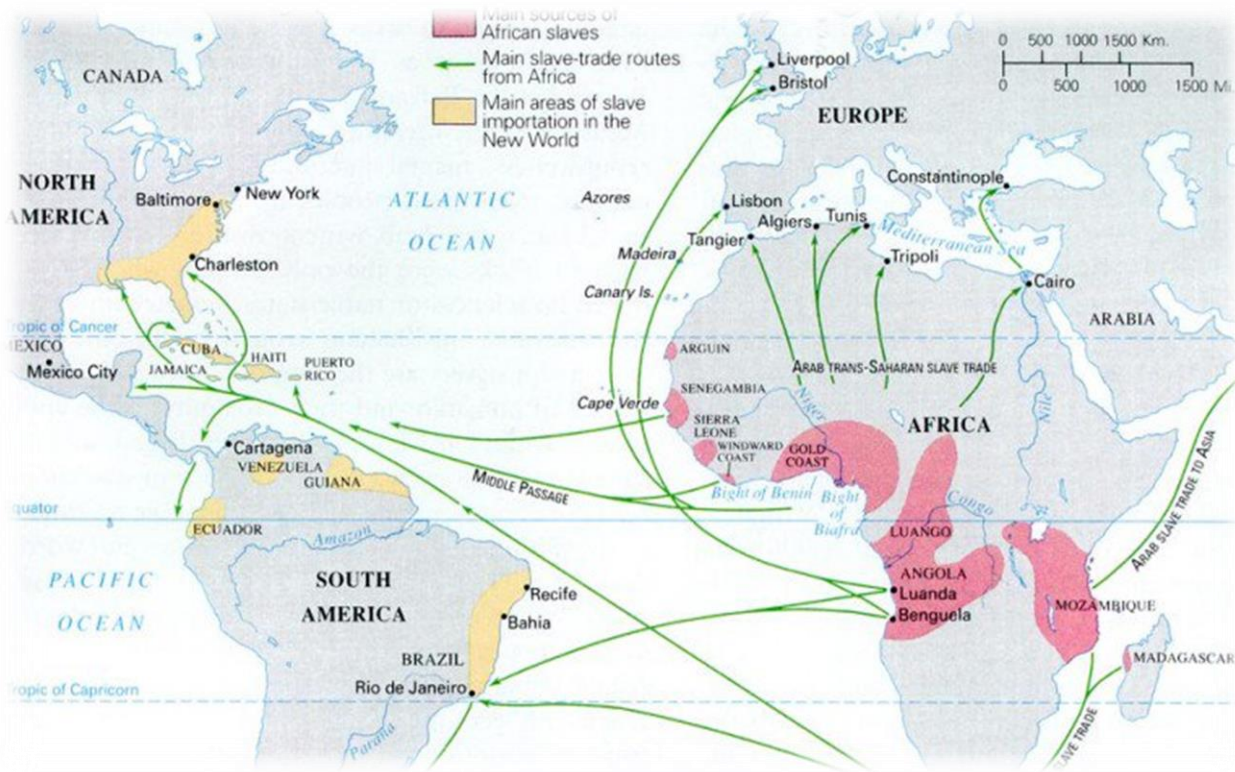 Main sources of
African slaves
Main slave-trade routes
from Africa
Main areas of slave
importation in the
New World
0 500 1000 1500 Km.
0 500 1000 1500 Mi.
CANADA
NORTH
AMERICA
Baltimore
New York
Charleston
ATLANTIC
OCEAN
Azores
Madeira
Canary Is.
Liverpool
Bristol
EUROPE
Constantinople
Lisbon
Algiers
Tunis
Tangier
Mediterranean Sea
Tripoli
Cairo
ARABIA
Tropic of Cancer
MEXICO
Mexico City
CUBA
HAITI
JAMAICA
PUERTO
RICO
ARGUIN
ARAB TRANS-SAHARAN SLAVE TRADE
SENEGAMBIA
Cape Verde
SIERRA
LEONE
WINDWARD
COAST
Niger
GOLD
COAST
AFRICA
Nile
Cartagena
VENEZUELA
GUIANA
MIDDLE PASSAGE
Bight of Benin
Bight
of
Biafra
Congo
ARAB SLAVE TRADE TO ASIA
Equator
ECUADOR
Amazon
LUANGO
PACIFIC
OCEAN
SOUTH
AMERICA
Recife
Bahia
ANGOLA
Luanda
Benguela
MOZAMBIQUE
MADAGASCAR
BRAZIL
Rio de Janeiro
Tropic of Capricorn
Paraná
SLAVE TRADE